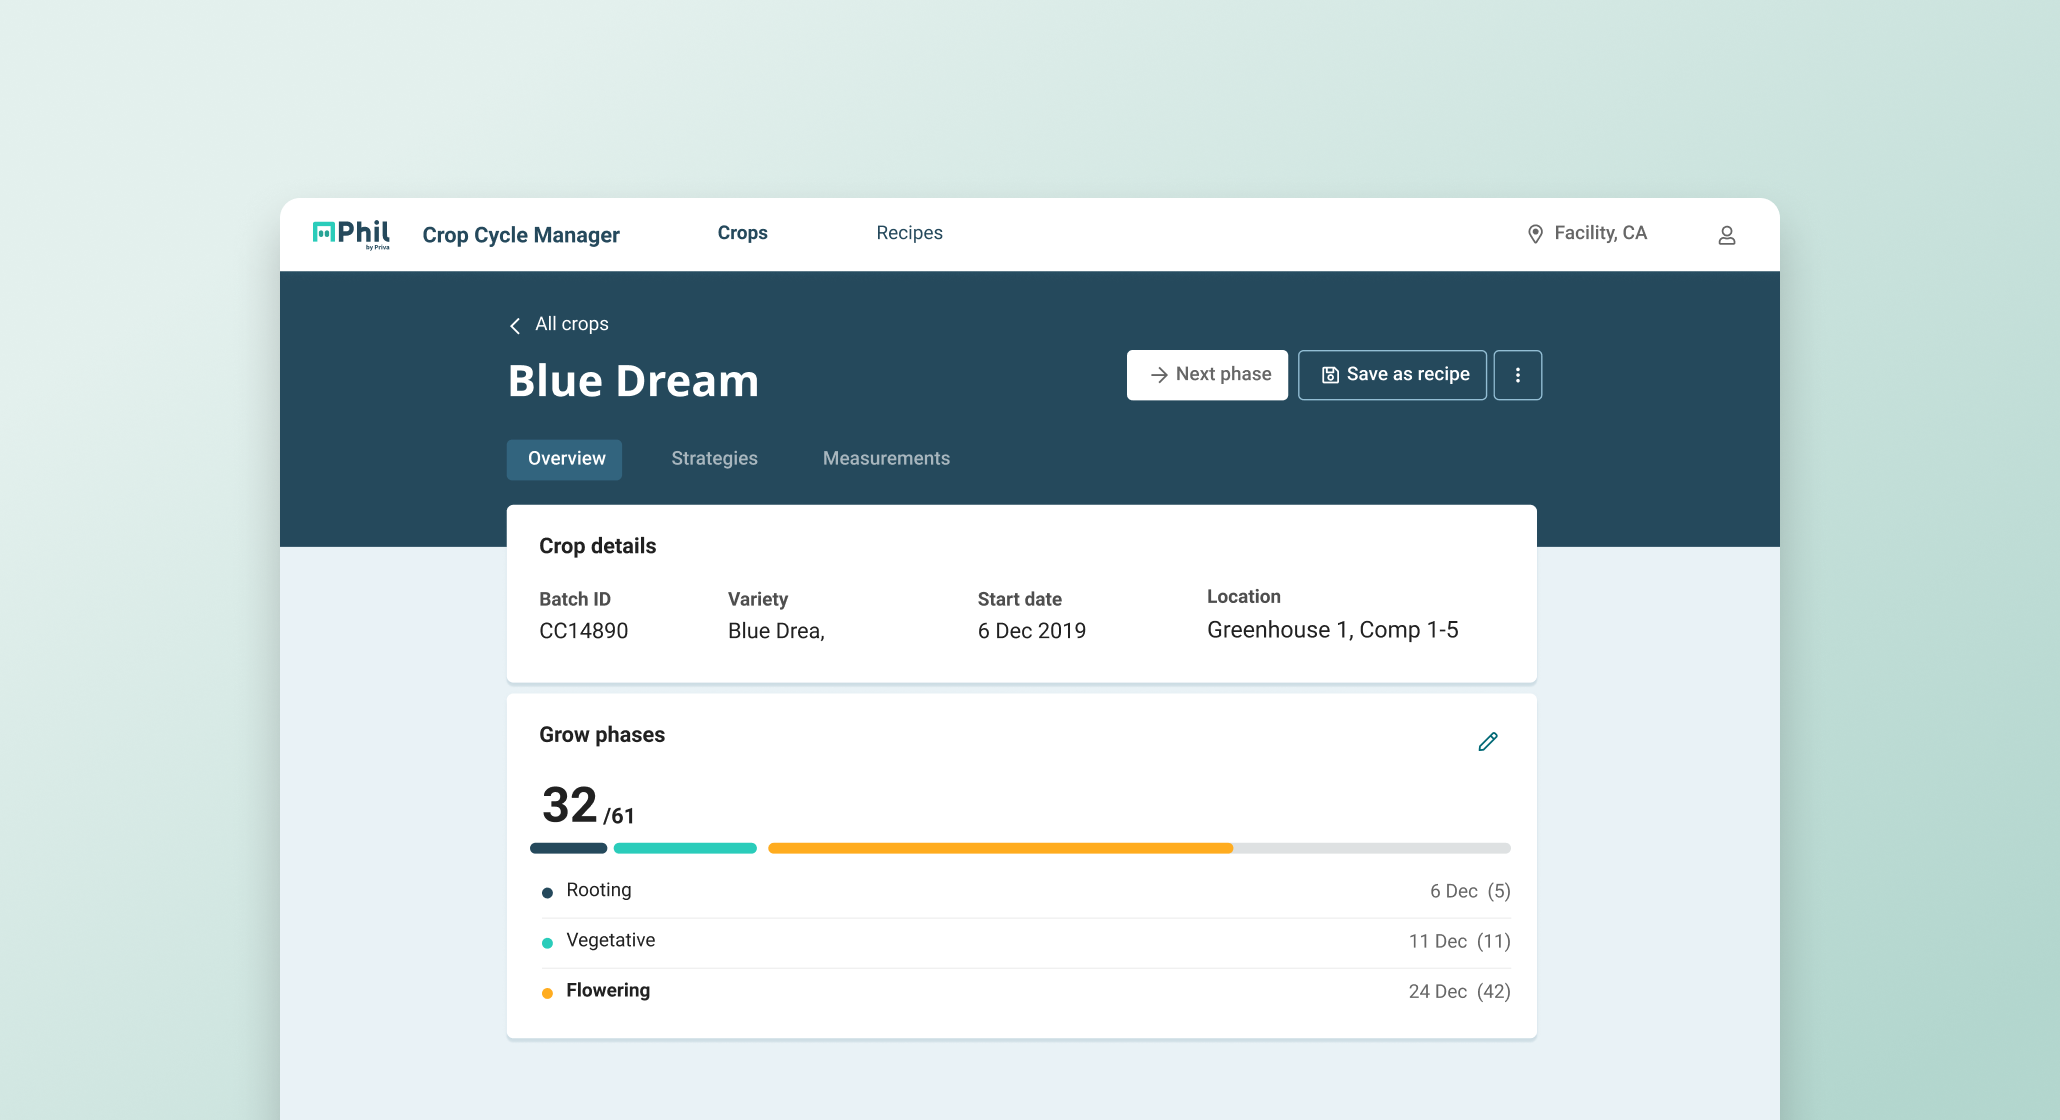 Phil
by Priva
Crop Cycle Manager
Crops
Recipes
Facility, CA
All crops
Blue Dream
Next phase
Save as recipe
Overview
Strategies
Measurements
Crop details
Batch ID
Variety
Start date
Location
CC14890
Blue Drea,
6 Dec 2019
Greenhouse 1, Comp 1-5
Grow phases
32/61
Rooting
6 Dec (5)
Vegetative
11 Dec (11)
Flowering
24 Dec (42)